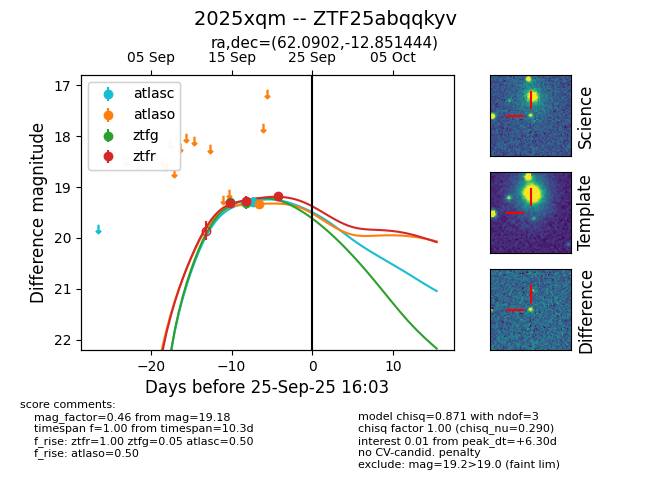 2025xqm -- ZTF25abqqkyv
ra,dec=(62.0902,-12.851444)
05 Sep 15 Sep 25 Sep 05 Oct
17
18
19
20
21
22
Difference magnitude
atlasc
atlaso
ztfg
ztfr
−20 −10 0 10
Days before 25-Sep-25 16:03
Science
Template
Difference
score comments:
mag_factor=0.46 from mag=19.18
timespan f=1.00 from timespan=10.3d
f_rise: ztfr=1.00 ztfg=0.05 atlasc=0.50
f_rise: atlaso=0.50
model chisq=0.871 with ndof=3
chisq factor 1.00 (chisq_nu=0.290)
interest 0.01 from peak_dt=+6.30d
no CV-candid. penalty
exclude: mag=19.2>19.0 (faint lim)